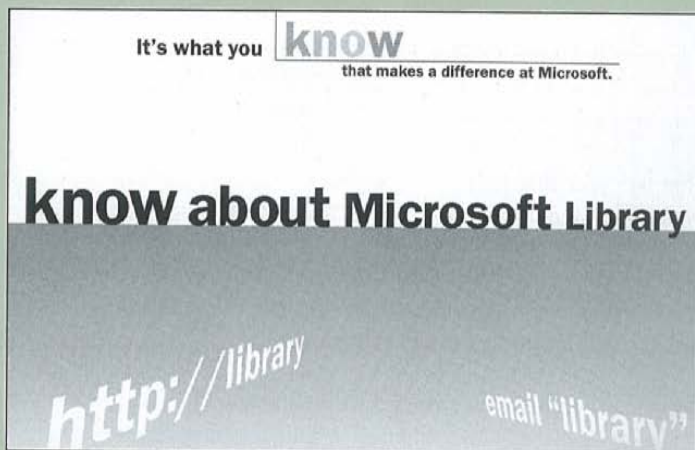 It's what you know
that makes a difference at Microsoft.
know about Microsoft Library
http://library
email "library"